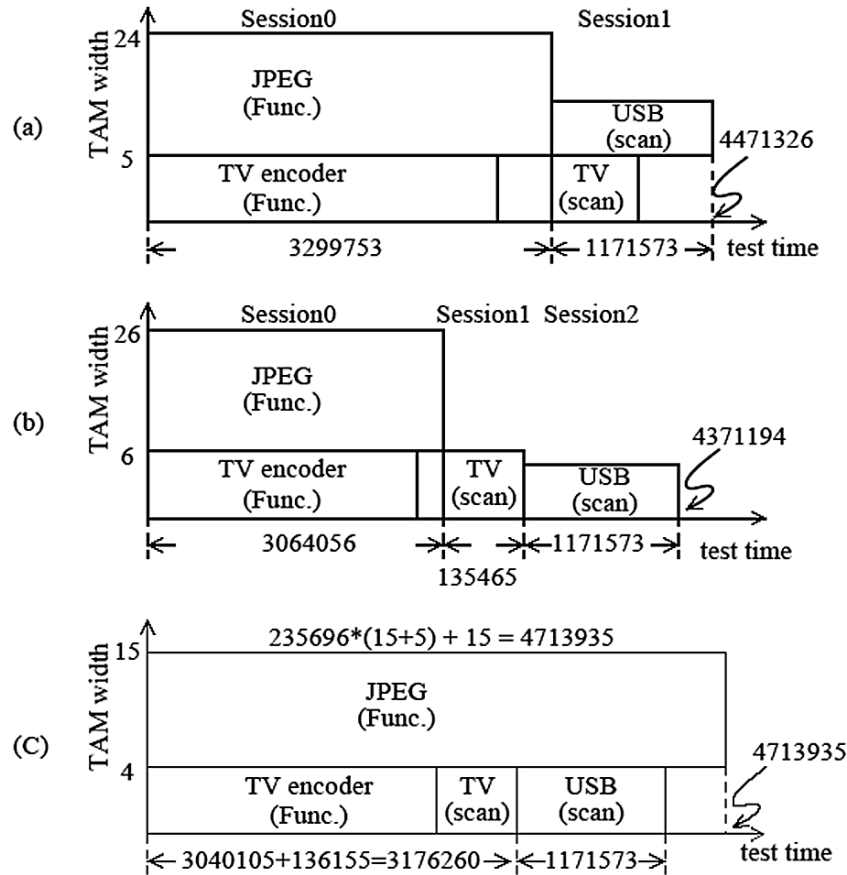 Session0 Session1
24
TAM width
JPEG
(Func.)
(a)
USB
(scan)
4471326
5
TV encoder
(Func.)
TV
(scan)
3299753
1171573
test time
Session0 Session1 Session2
26
TAM width
JPEG
(Func.)
(b)
4371194
6
TV encoder
(Func.)
TV
(scan)
USB
(scan)
3064056
1171573
test time
135465
235696*(15+5) + 15 = 4713935
15
TAM width
JPEG
(Func.)
(C)
4713935
4
TV encoder
(Func.)
TV
(scan)
USB
(scan)
3040105+136155=3176260
1171573
test time